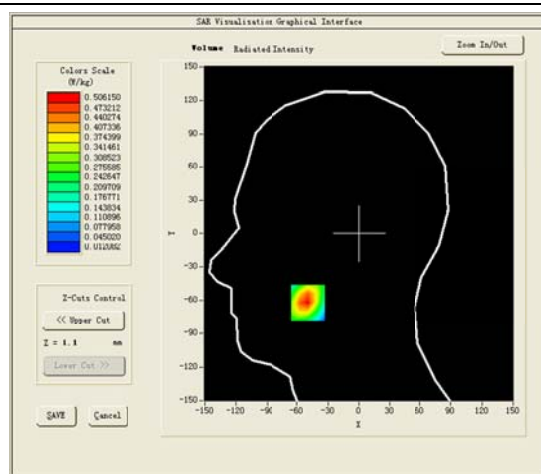 SAR Visualisation Graphical Interface
Volume Radiated Intensity
Zoom In/Out
Colors Scale
(W/kg)
0.506150
0.473212
0.440274
0.407336
0.374399
0.341461
0.308523
0.275585
0.242647
0.209709
0.176771
0.143834
0.110896
0.077958
0.045020
0.012082
Z-Cuts Control
<< Upper Cut
Z = 1.1 mm
Lower Cut >>
SAVE
Cancel
150
120
90
60
30
0
-30
-60
-90
-120
-150
Y
-150 -120 -90 -60 -30 0 30 60 90 120 150
X